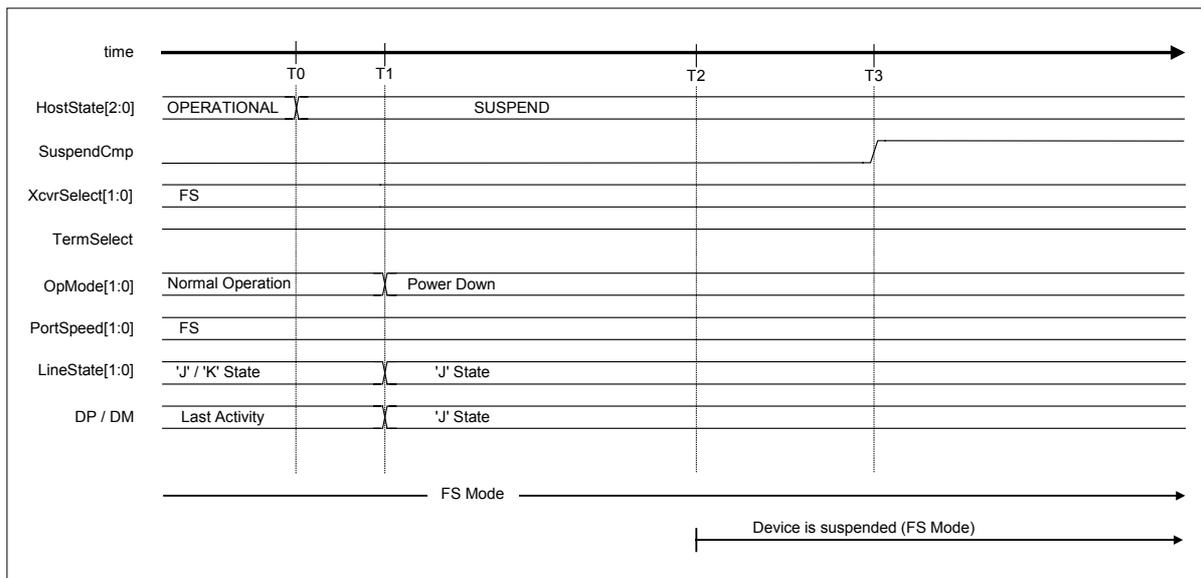 time
T0 T1 T2 T3
HostState[2:0] OPERATIONAL SUSPEND
SuspendCmp
XcvrSelect[1:0] FS
TermSelect
OpMode[1:0] Normal Operation Power Down
PortSpeed[1:0] FS
LineState[1:0] 'J' / 'K' State 'J' State
DP / DM Last Activity 'J' State
FS Mode
Device is suspended (FS Mode)